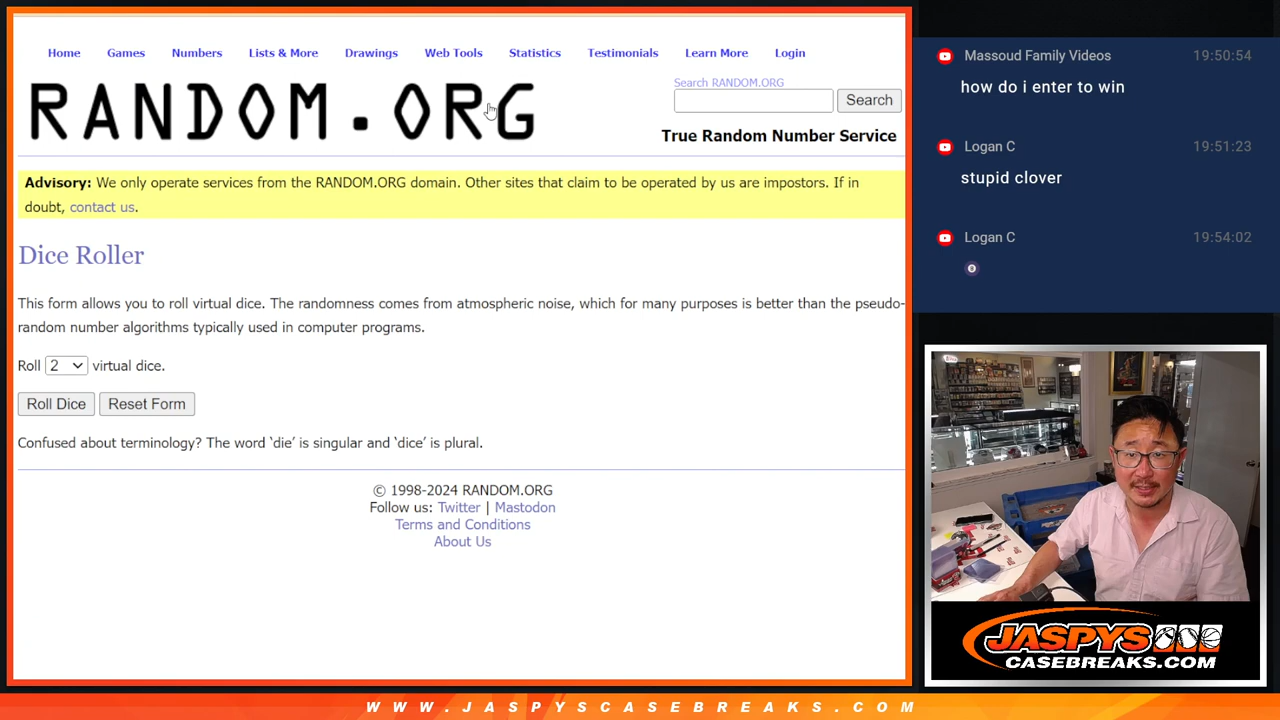 Home Games Numbers Lists & More Drawings Web Tools Statistics Testimonials Learn More Login
RANDOM.ORG
Search RANDOM.ORG
Search
True Random Number Service
Advisory: We only operate services from the RANDOM.ORG domain. Other sites that claim to be operated by us are impostors. If in
doubt, contact us.
Dice Roller
This form allows you to roll virtual dice. The randomness comes from atmospheric noise, which for many purposes is better than the pseudo-
random number algorithms typically used in computer programs.
Roll 2 virtual dice.
Roll Dice Reset Form
Confused about terminology? The word ‘die’ is singular and ‘dice’ is plural.
© 1998-2024 RANDOM.ORG
Follow us: Twitter | Mastodon
Terms and Conditions
About Us
Massoud Family Videos 19:50:54
how do i enter to win
Logan C 19:51:23
stupid clover
Logan C 19:54:02
JASPYS
CASEBREAKS.COM
WWW.JASPYSCASEBREAKS.COM